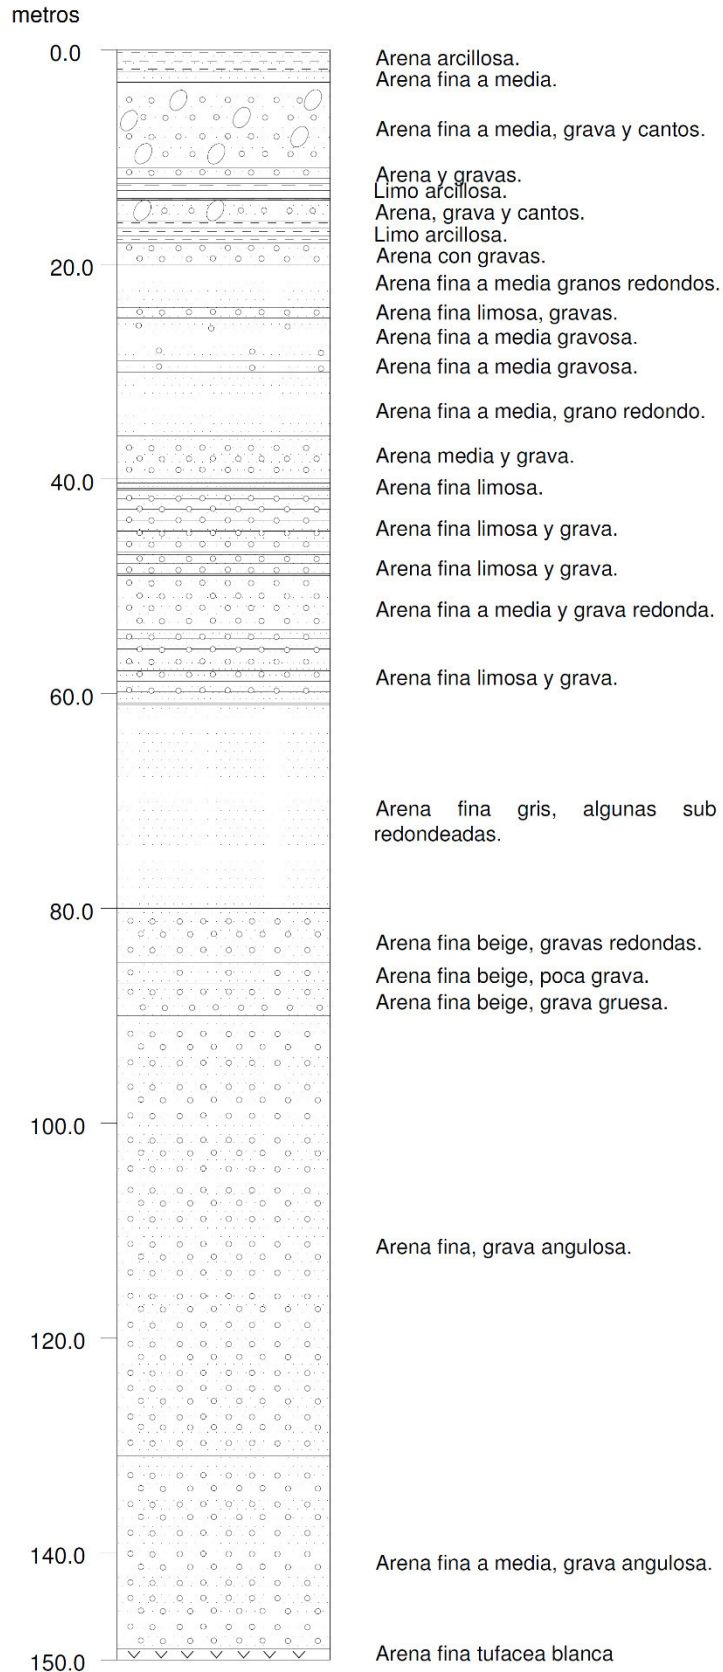 metros
0.0
Arena arcillosa.
Arena fina a media.
Arena fina a media, grava y cantos.
Arena y gravas.
Limo arcillosa.
Arena, grava y cantos.
Limo arcillosa.
Arena con gravas.
20.0
Arena fina a media granos redondos.
Arena fina limosa, gravas.
Arena fina a media gravosa.
Arena fina a media gravosa.
Arena fina a media, grano redondo.
Arena media y grava.
40.0
Arena fina limosa.
Arena fina limosa y grava.
Arena fina limosa y grava.
Arena fina a media y grava redonda.
Arena fina limosa y grava.
60.0
Arena fina gris, algunas sub
redondeadas.
80.0
Arena fina beige, gravas redondas.
Arena fina beige, poca grava.
Arena fina beige, grava gruesa.
100.0
Arena fina, grava angulosa.
120.0
140.0
Arena fina a media, grava angulosa.
Arena fina tufacea blanca
150.0